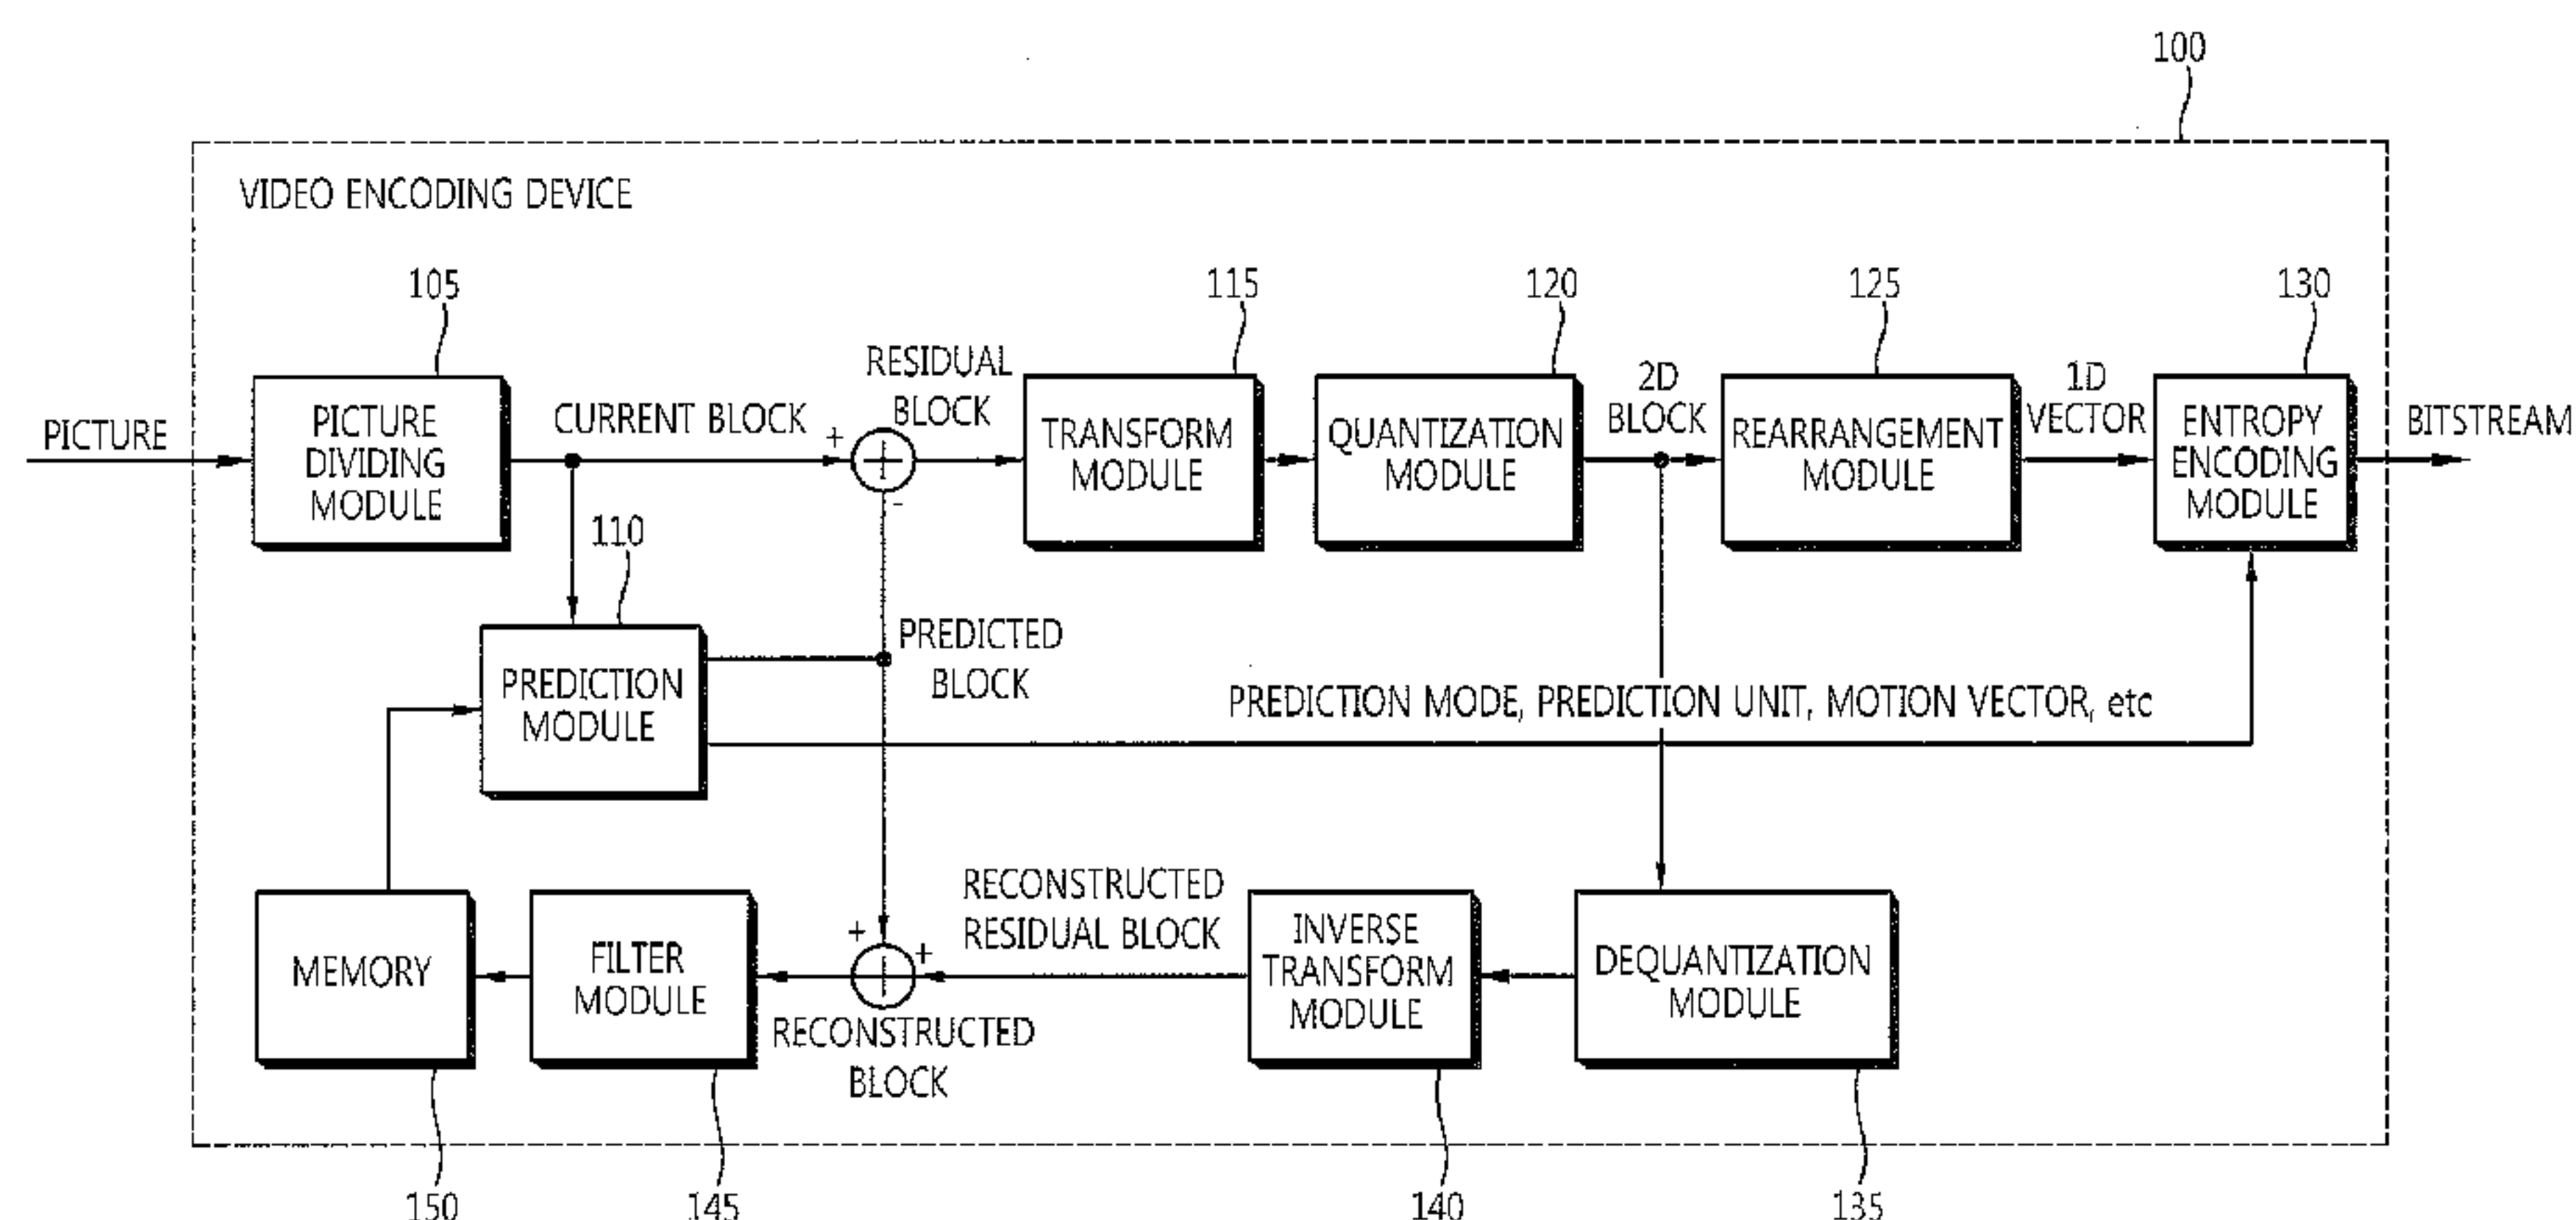 100
VIDEO ENCODING DEVICE
105
115
120
125
130
PICTURE
PICTURE
DIVIDING
MODULE
CURRENT BLOCK
+
-
RESIDUAL
BLOCK
TRANSFORM
MODULE
QUANTIZATION
MODULE
2D
BLOCK
REARRANGEMENT
MODULE
1D
VECTOR
ENTROPY
ENCODING
MODULE
BITSTREAM
110
PREDICTION
MODULE
PREDICTED
BLOCK
PREDICTION MODE, PREDICTION UNIT, MOTION VECTOR, etc
MEMORY
FILTER
MODULE
+
+
RECONSTRUCTED
BLOCK
RECONSTRUCTED
RESIDUAL BLOCK
INVERSE
TRANSFORM
MODULE
DEQUANTIZATION
MODULE
150
145
140
135